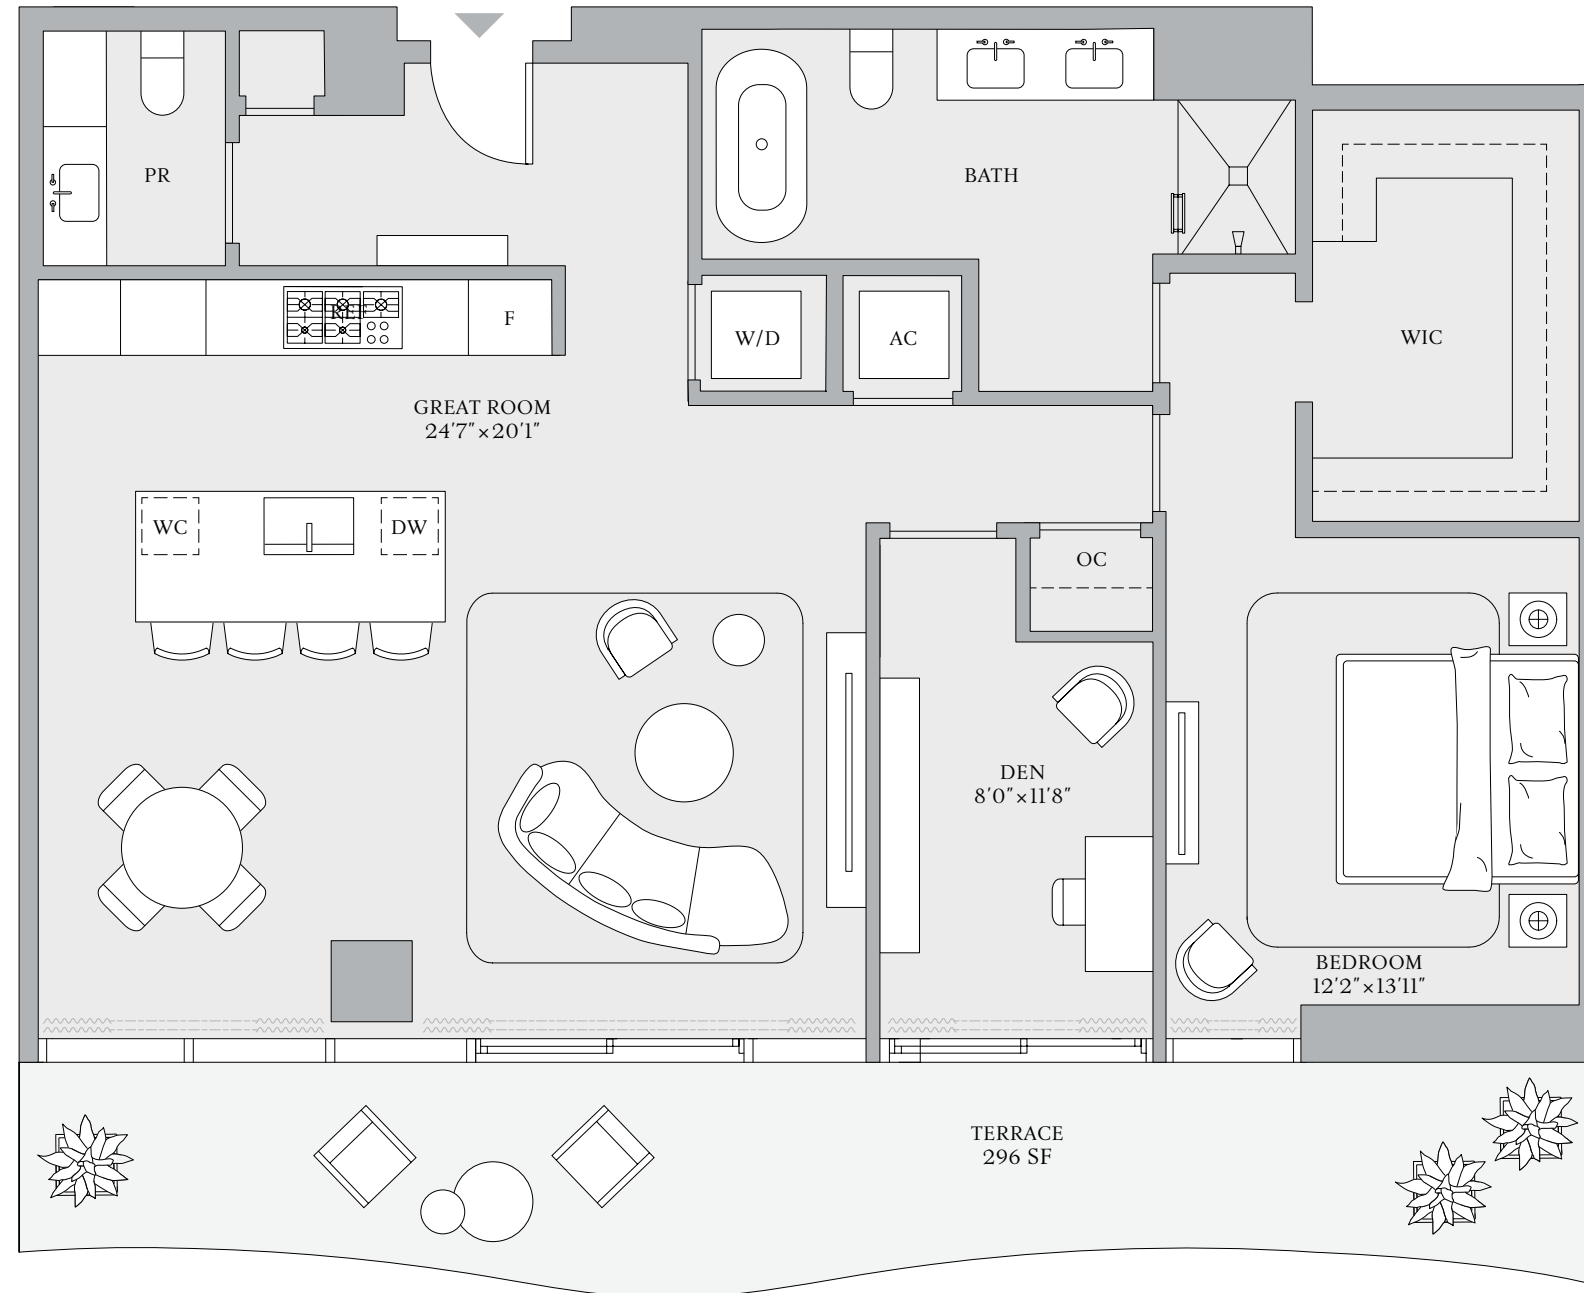 PR
BATH
REF
F
W/D
AC
WIC
GREAT ROOM
24'7"×20'1"
WC
DW
OC
DEN
8'0"×11'8"
BEDROOM
12'2"×13'11"
TERRACE
296 SF